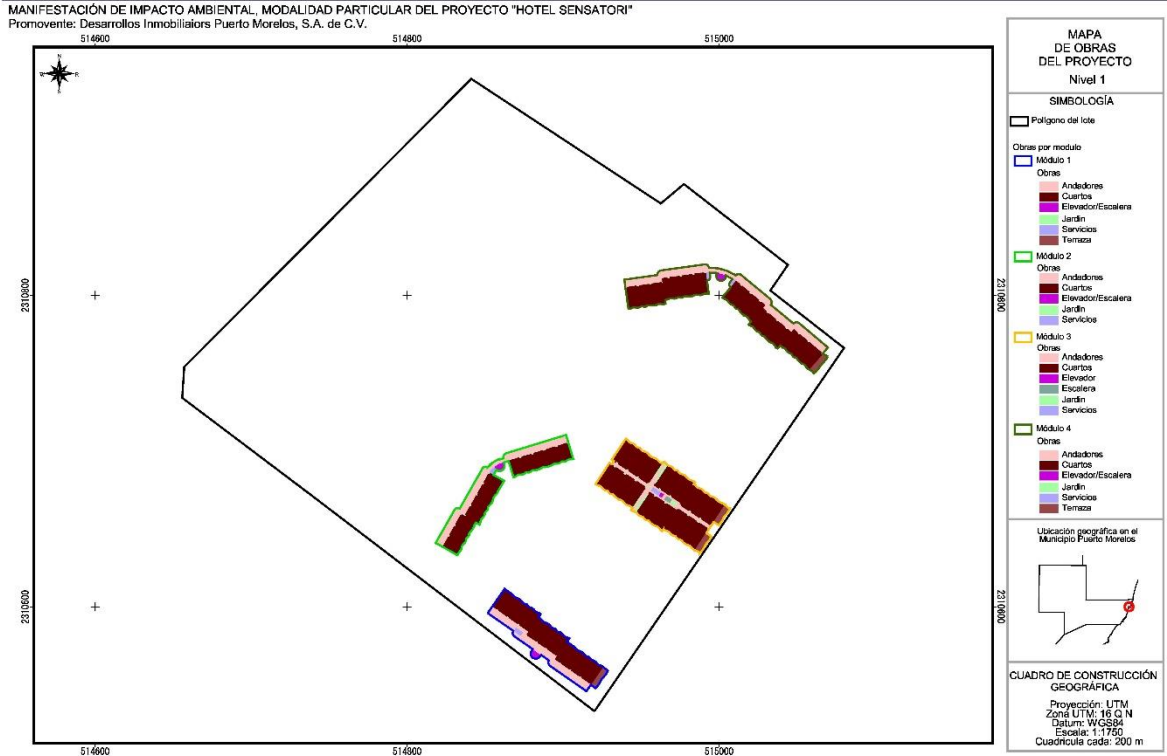 MANIFESTACIÓN DE IMPACTO AMBIENTAL, MODALIDAD PARTICULAR DEL PROYECTO "HOTEL SENSATORI"
Promovente: Desarrollos Inmobiliaiors Puerto Morelos, S.A. de C.V.
514600
514800
515000
N
2310800
2310800
2310600
2310600
514600
514800
515000
MAPA
DE OBRAS
DEL PROYECTO
Nivel 1
SIMBOLOGÍA
Polígono del lote
Obras por modulo
Módulo 1
Obras
Andadores
Cuartos
Elevador/Escalera
Jardin
Servicios
Terraza
Módulo 2
Obras
Andadores
Cuartos
Elevador/Escalera
Jardin
Servicios
Módulo 3
Obras
Andadores
Cuartos
Elevador
Escalera
Jardin
Servicios
Módulo 4
Obras
Andadores
Cuartos
Elevador/Escalera
Jardin
Servicios
Terraza
Ubicación geográfica en el
Municipio Puerto Morelos
CUADRO DE CONSTRUCCIÓN
GEOGRÁFICA
Proyección: UTM
Zona UTM: 16 Q N
Datum: WGS84
Escala: 1:1750
Cuadrícula cada: 200 m